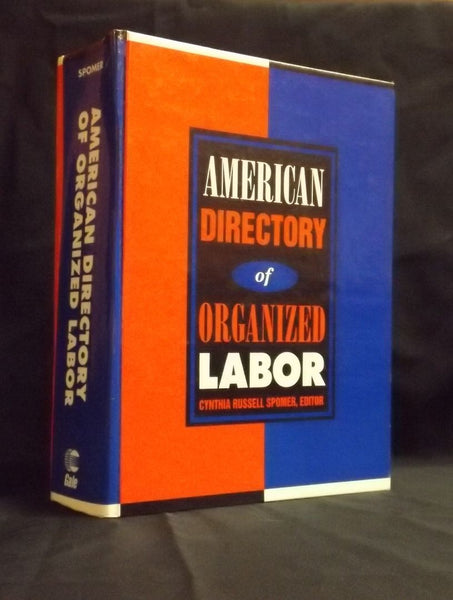 SPOMER
AMERICAN DIRECTORY
OF ORGANIZED LABOR
Gale
AMERICAN
DIRECTORY
of
ORGANIZED
LABOR
CYNTHIA RUSSELL SPOMER, EDITOR